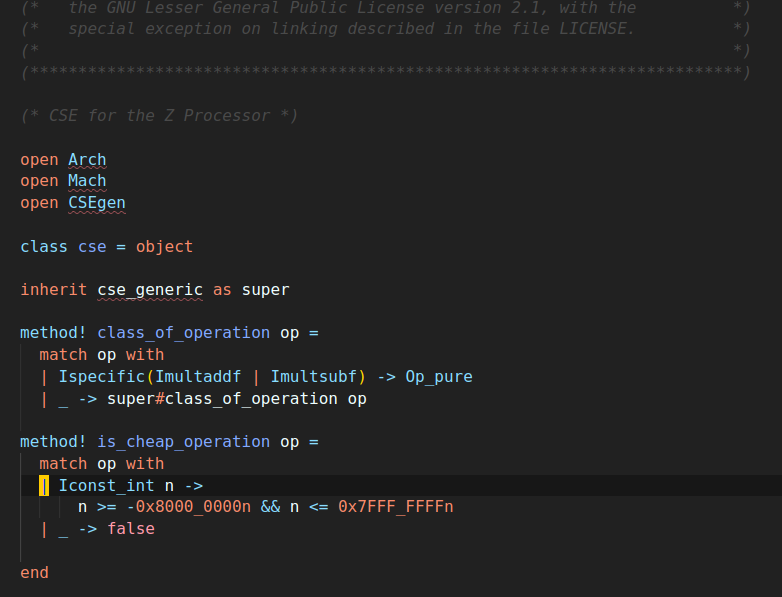 (*   the GNU Lesser General Public License version 2.1, with the          *)
(*   special exception on linking described in the file LICENSE.          *)
(*                                                                        *)
(**************************************************************************)
(* CSE for the Z Processor *)
open Arch
open Mach
open CSEgen
class cse = object
inherit cse_generic as super
method! class_of_operation op =
  match op with
  | Ispecific(Imultaddf | Imultsubf) -> Op_pure
  | _ -> super#class_of_operation op
method! is_cheap_operation op =
  match op with
  | Iconst_int n ->
      n >= -0x8000_0000n && n <= 0x7FFF_FFFFn
  | _ -> false
end